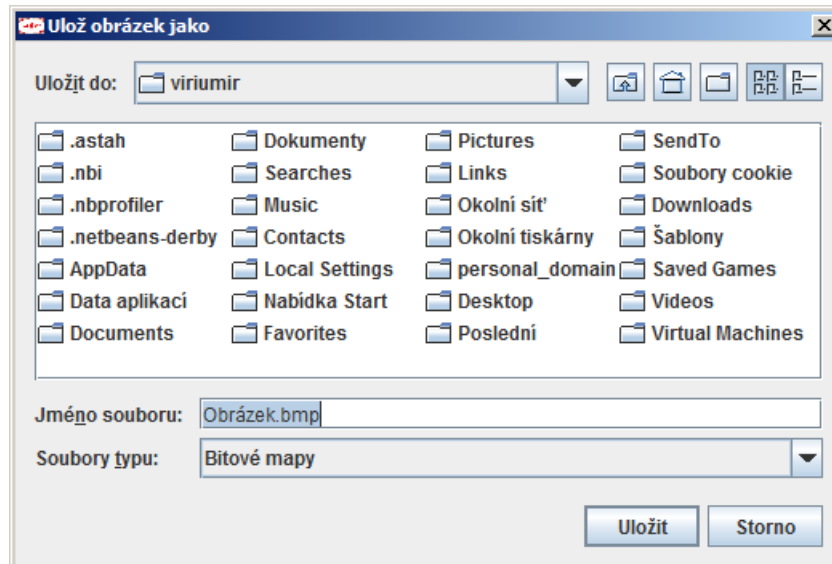 Ulož obrázek jako
Uložit do: viriumir
.astah Dokumenty Pictures SendTo
.nbi Searches Links Soubory cookie
.nbprofiler Music Okolní síť Downloads
.netbeans-derby Contacts Okolní tiskárny Šablony
AppData Local Settings personal_domain Saved Games
Data aplikací Nabídka Start Desktop Videos
Documents Favorites Poslední Virtual Machines
Jméno souboru: Obrázek.bmp
Soubory typu: Bitové mapy
Uložit Storno